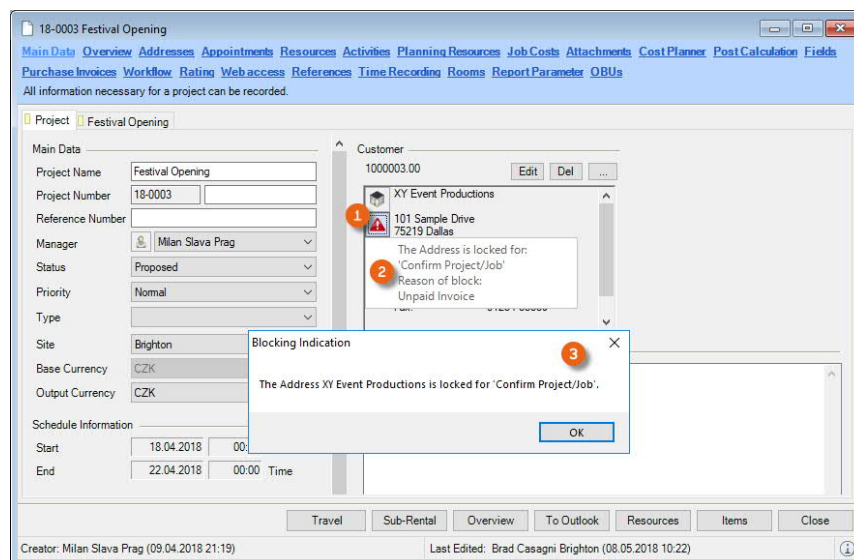 18-0003 Festival Opening
Main Data Overview Addresses Appointments Resources Activities Planning Resources Job Costs Attachments Cost Planner Post Calculation Fields
Purchase Invoices Workflow Rating Web access References Time Recording Rooms Report Parameter OBUs
All information necessary for a project can be recorded.
Project Festival Opening
Main Data
Project Name Festival Opening
Project Number 18-0003
Reference Number
Manager Milan Slava Prag
Status Proposed
Priority Normal
Type
Site Brighton
Base Currency CZK
Output Currency CZK
Schedule Information
Start 18.04.2018 00:
End 22.04.2018 00:00 Time
Customer
1000003.00 Edit Del ...
XY Event Productions
1 101 Sample Drive
75219 Dallas
The Address is locked for:
2 'Confirm Project/Job'
Reason of block:
Unpaid Invoice
Blocking Indication
3
The Address XY Event Productions is locked for 'Confirm Project/Job'.
OK
Travel Sub-Rental Overview To Outlook Resources Items Close
Creator: Milan Slava Prag (09.04.2018 21:19) Last Edited: Brad Casagni Brighton (08.05.2018 10:22)